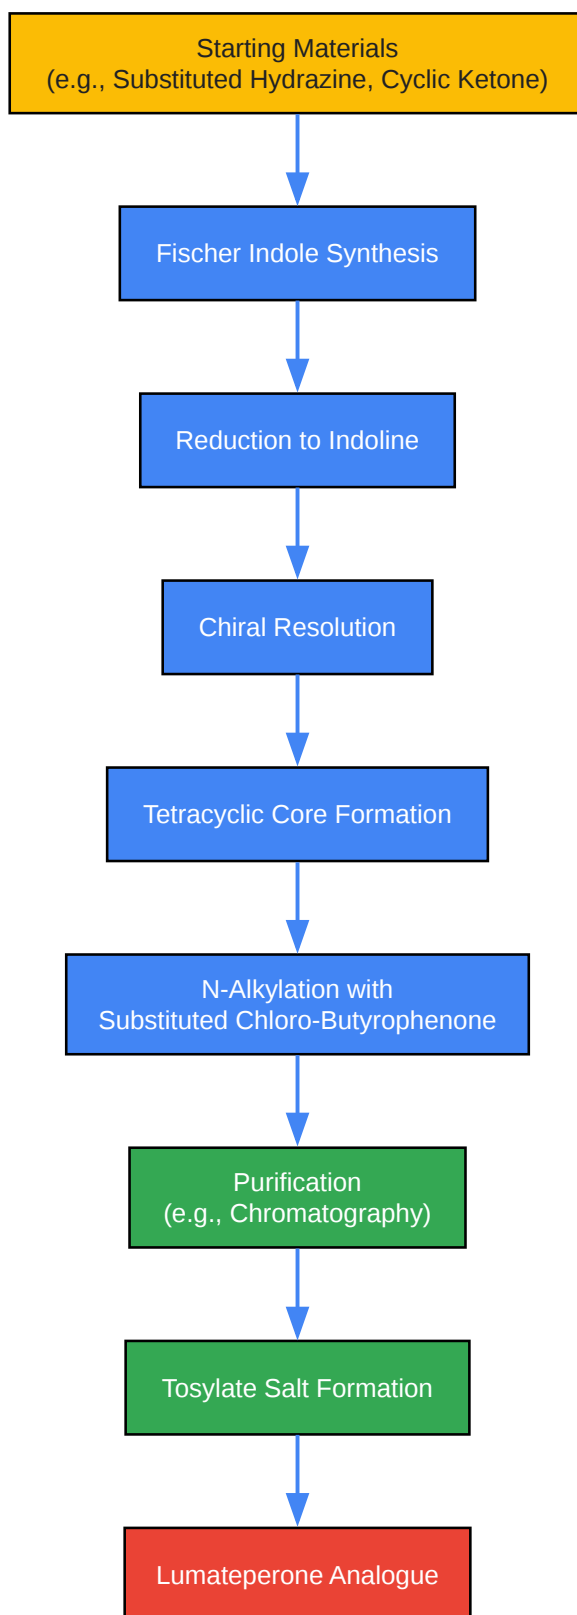 Starting Materials
(e.g., Substituted Hydrazine, Cyclic Ketone)
Fischer Indole Synthesis
Reduction to Indoline
Chiral Resolution
Tetracyclic Core Formation
N-Alkylation with
Substituted Chloro-Butyrophenone
Purification
(e.g., Chromatography)
Tosylate Salt Formation
Lumateperone Analogue